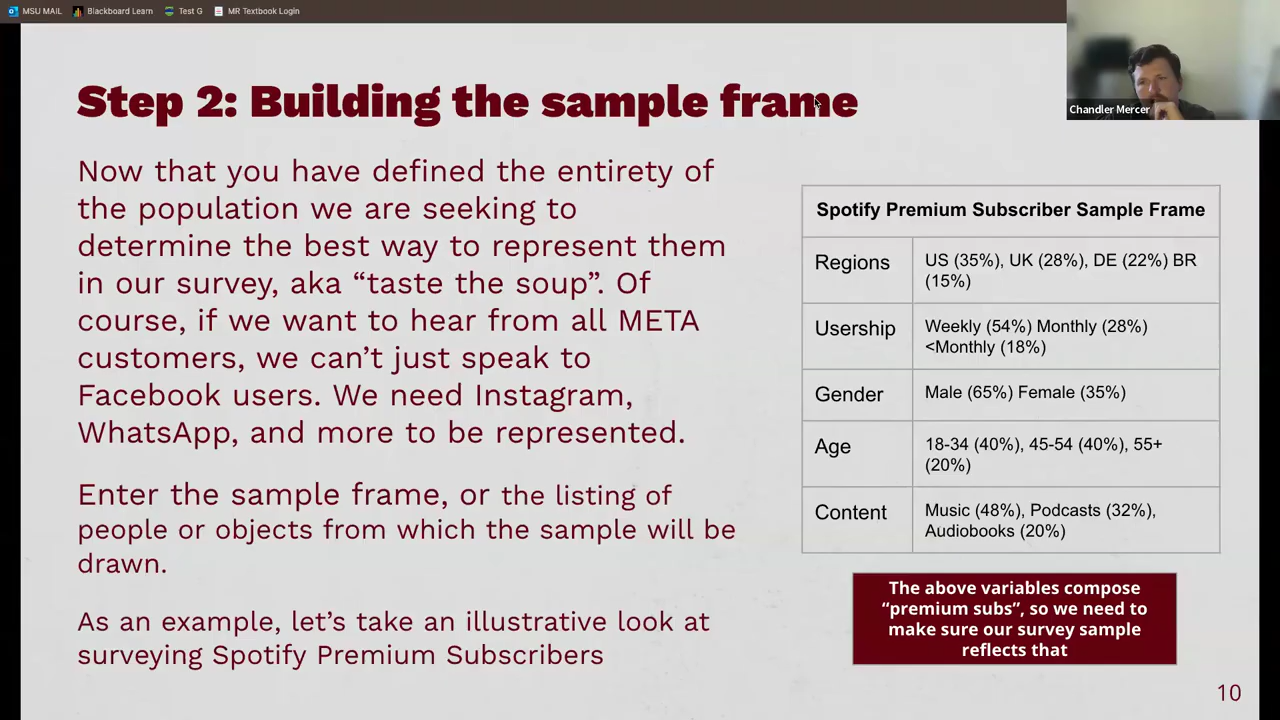 MSU MAIL Blackboard Learn Test G MR Textbook Login
Chandler Mercer
Step 2: Building the sample frame
Now that you have defined the entirety of
the population we are seeking to
determine the best way to represent them
in our survey, aka “taste the soup”. Of
course, if we want to hear from all META
customers, we can’t just speak to
Facebook users. We need Instagram,
WhatsApp, and more to be represented.
Enter the sample frame, or the listing of
people or objects from which the sample will be
drawn.
As an example, let’s take an illustrative look at
surveying Spotify Premium Subscribers
Spotify Premium Subscriber Sample Frame
Regions US (35%), UK (28%), DE (22%) BR
(15%)
Usership Weekly (54%) Monthly (28%)
<Monthly (18%)
Gender Male (65%) Female (35%)
Age 18-34 (40%), 45-54 (40%), 55+
(20%)
Content Music (48%), Podcasts (32%),
Audiobooks (20%)
The above variables compose
“premium subs”, so we need to
make sure our survey sample
reflects that
10